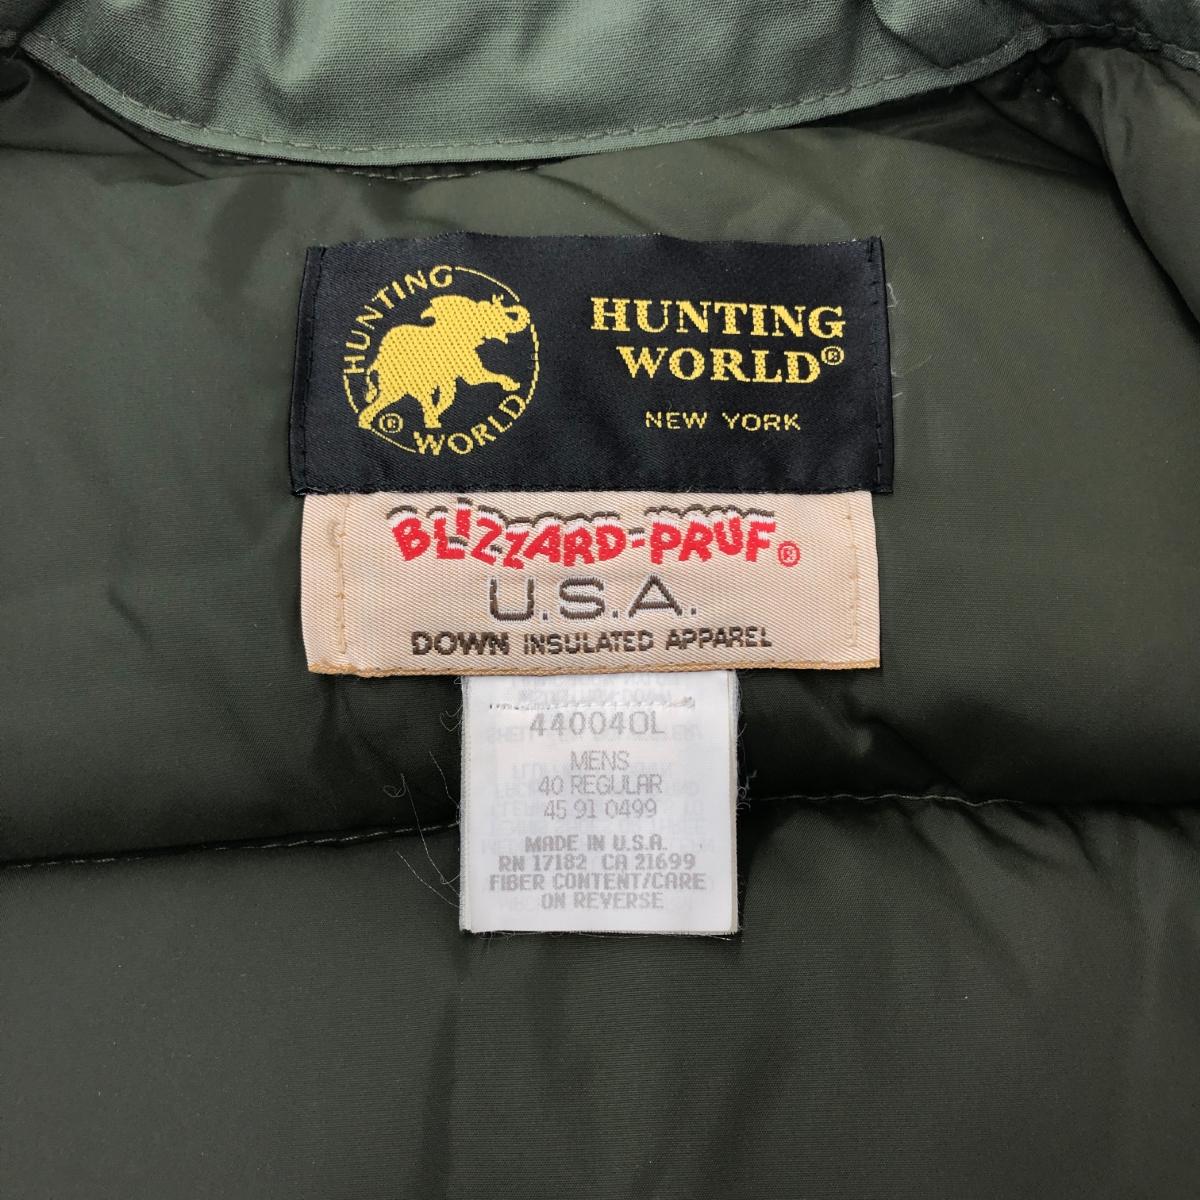 HUNTING
WORLD
®
HUNTING
WORLD®
NEW YORK
BLIZZARD-PRUF®
U.S.A.
DOWN INSULATED APPAREL
440040L
MENS
40 REGULAR
45 91 0499
MADE IN U.S.A.
RN 17182 CA 21699
FIBER CONTENT/CARE
ON REVERSE